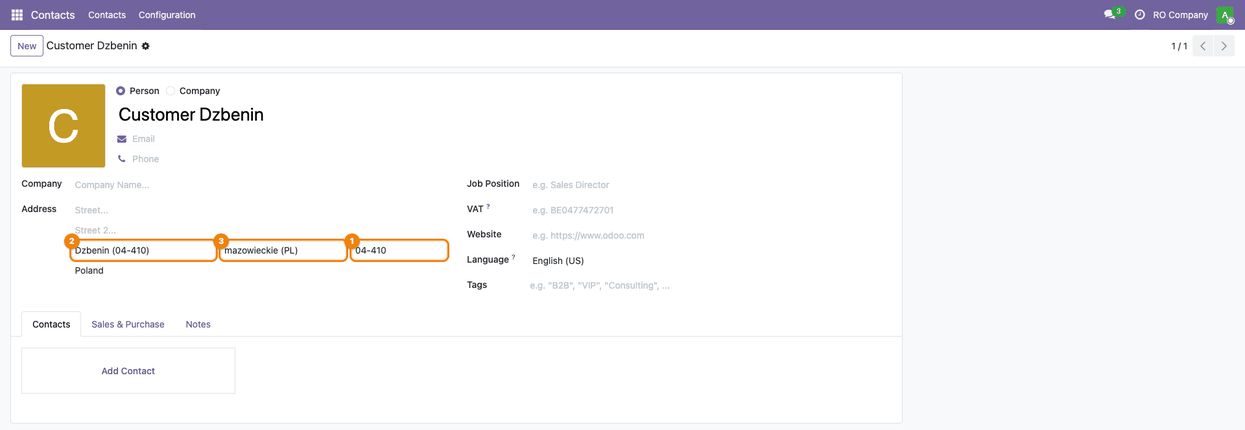 Contacts Contacts Configuration 3 RO Company A
New Customer Dzbenin 1 / 1
C
Person Company
Customer Dzbenin
Email
Phone
Company Company Name...
Job Position e.g. Sales Director
Address Street...
VAT ? e.g. BE0477472701
Street 2...
Website e.g. https://www.odoo.com
2 3 1
Dzbenin (04-410) mazowieckie (PL) 04-410
Language ? English (US)
Poland
Tags e.g. "B2B", "VIP", "Consulting", ...
Contacts Sales & Purchase Notes
Add Contact